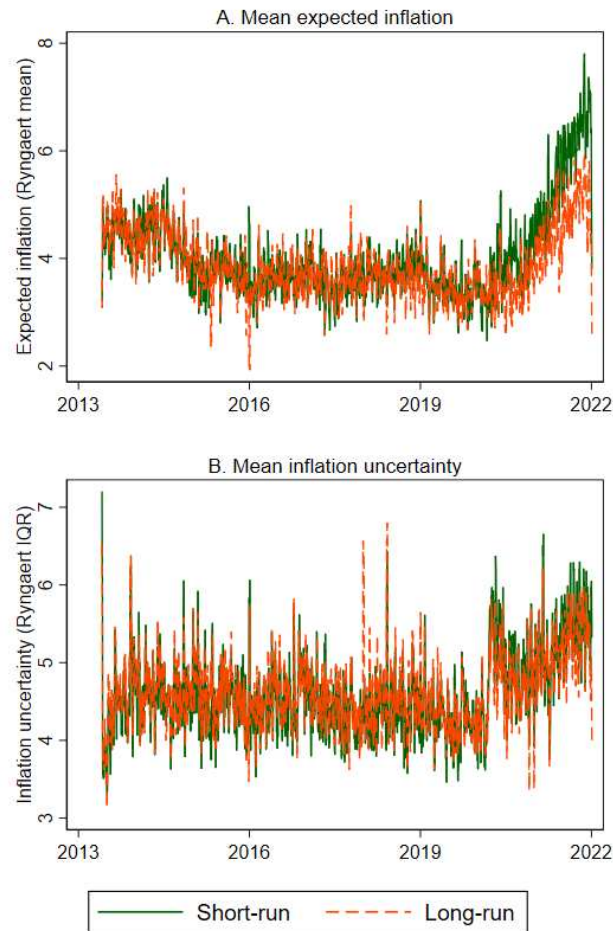 A. Mean expected inflation
Expected inflation (Ryngaert mean)
8
6
4
2
2013 2016 2019 2022
B. Mean inflation uncertainty
Inflation uncertainty (Ryngaert IQR)
7
6
5
4
3
2013 2016 2019 2022
Short-run Long-run